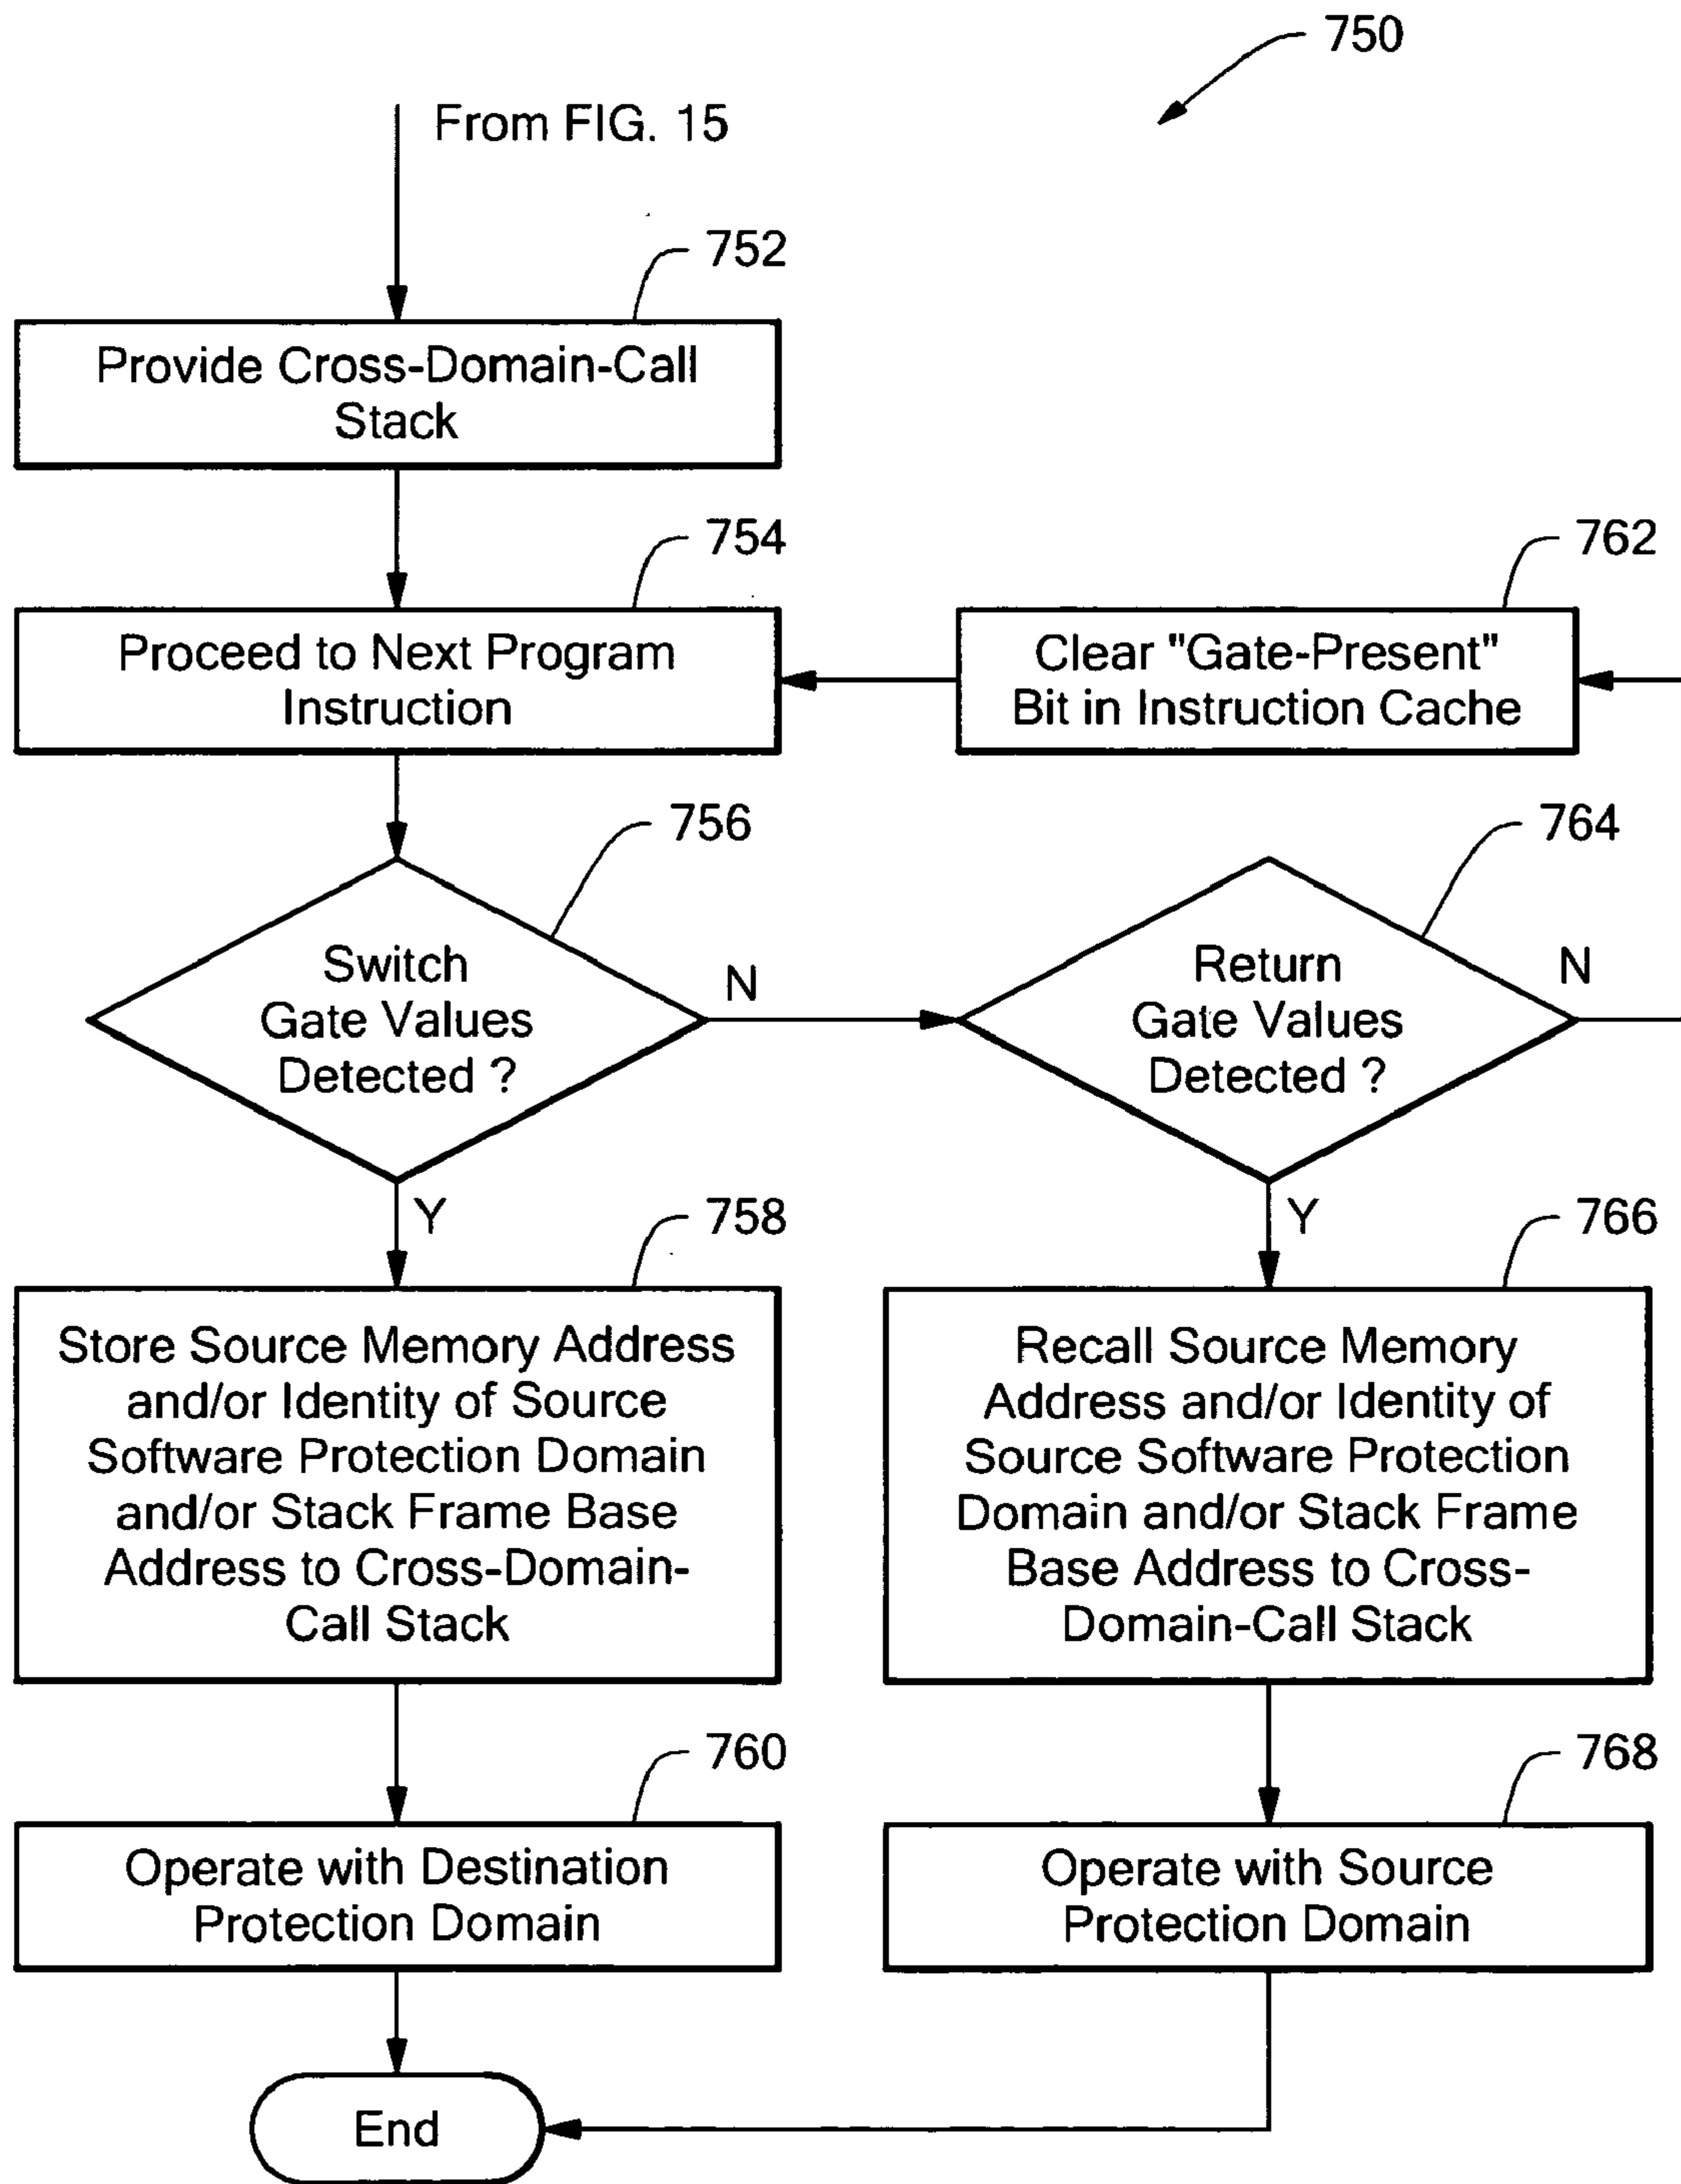 750
From FIG. 15
752
Provide Cross-Domain-Call
Stack
754
Proceed to Next Program
Instruction
762
Clear "Gate-Present"
Bit in Instruction Cache
756
Switch
Gate Values
Detected ?
N
Y
764
Return
Gate Values
Detected ?
N
Y
758
Store Source Memory Address
and/or Identity of Source
Software Protection Domain
and/or Stack Frame Base
Address to Cross-Domain-
Call Stack
766
Recall Source Memory
Address and/or Identity of
Source Software Protection
Domain and/or Stack Frame
Base Address to Cross-
Domain-Call Stack
760
Operate with Destination
Protection Domain
768
Operate with Source
Protection Domain
End